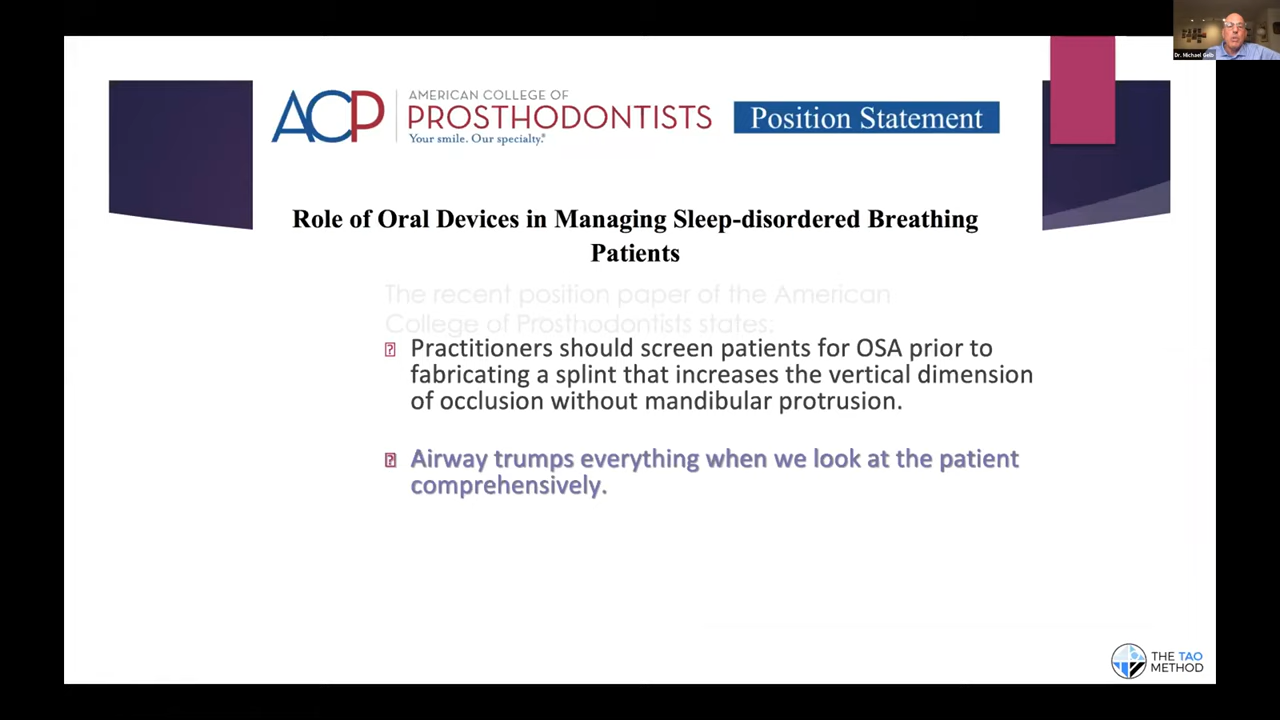 Dr. Michael Gelb
ACP
AMERICAN COLLEGE OF
PROSTHODONTISTS
Your smile. Our specialty.®
Position Statement
Role of Oral Devices in Managing Sleep-disordered Breathing
Patients
The recent position paper of the American
College of Prosthodontists states:
Practitioners should screen patients for OSA prior to
fabricating a splint that increases the vertical dimension
of occlusion without mandibular protrusion.
Airway trumps everything when we look at the patient
comprehensively.
THE TAO
METHOD